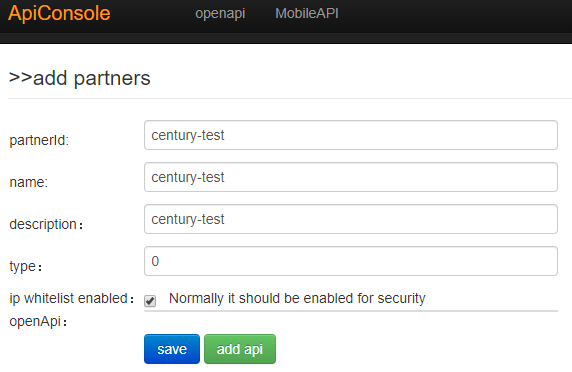 ApiConsole openapi MobileAPI
>>add partners
partnerId: century-test
name: century-test
description： century-test
type： 0
ip whitelist enabled： Normally it should be enabled for security
openApi：
save add api